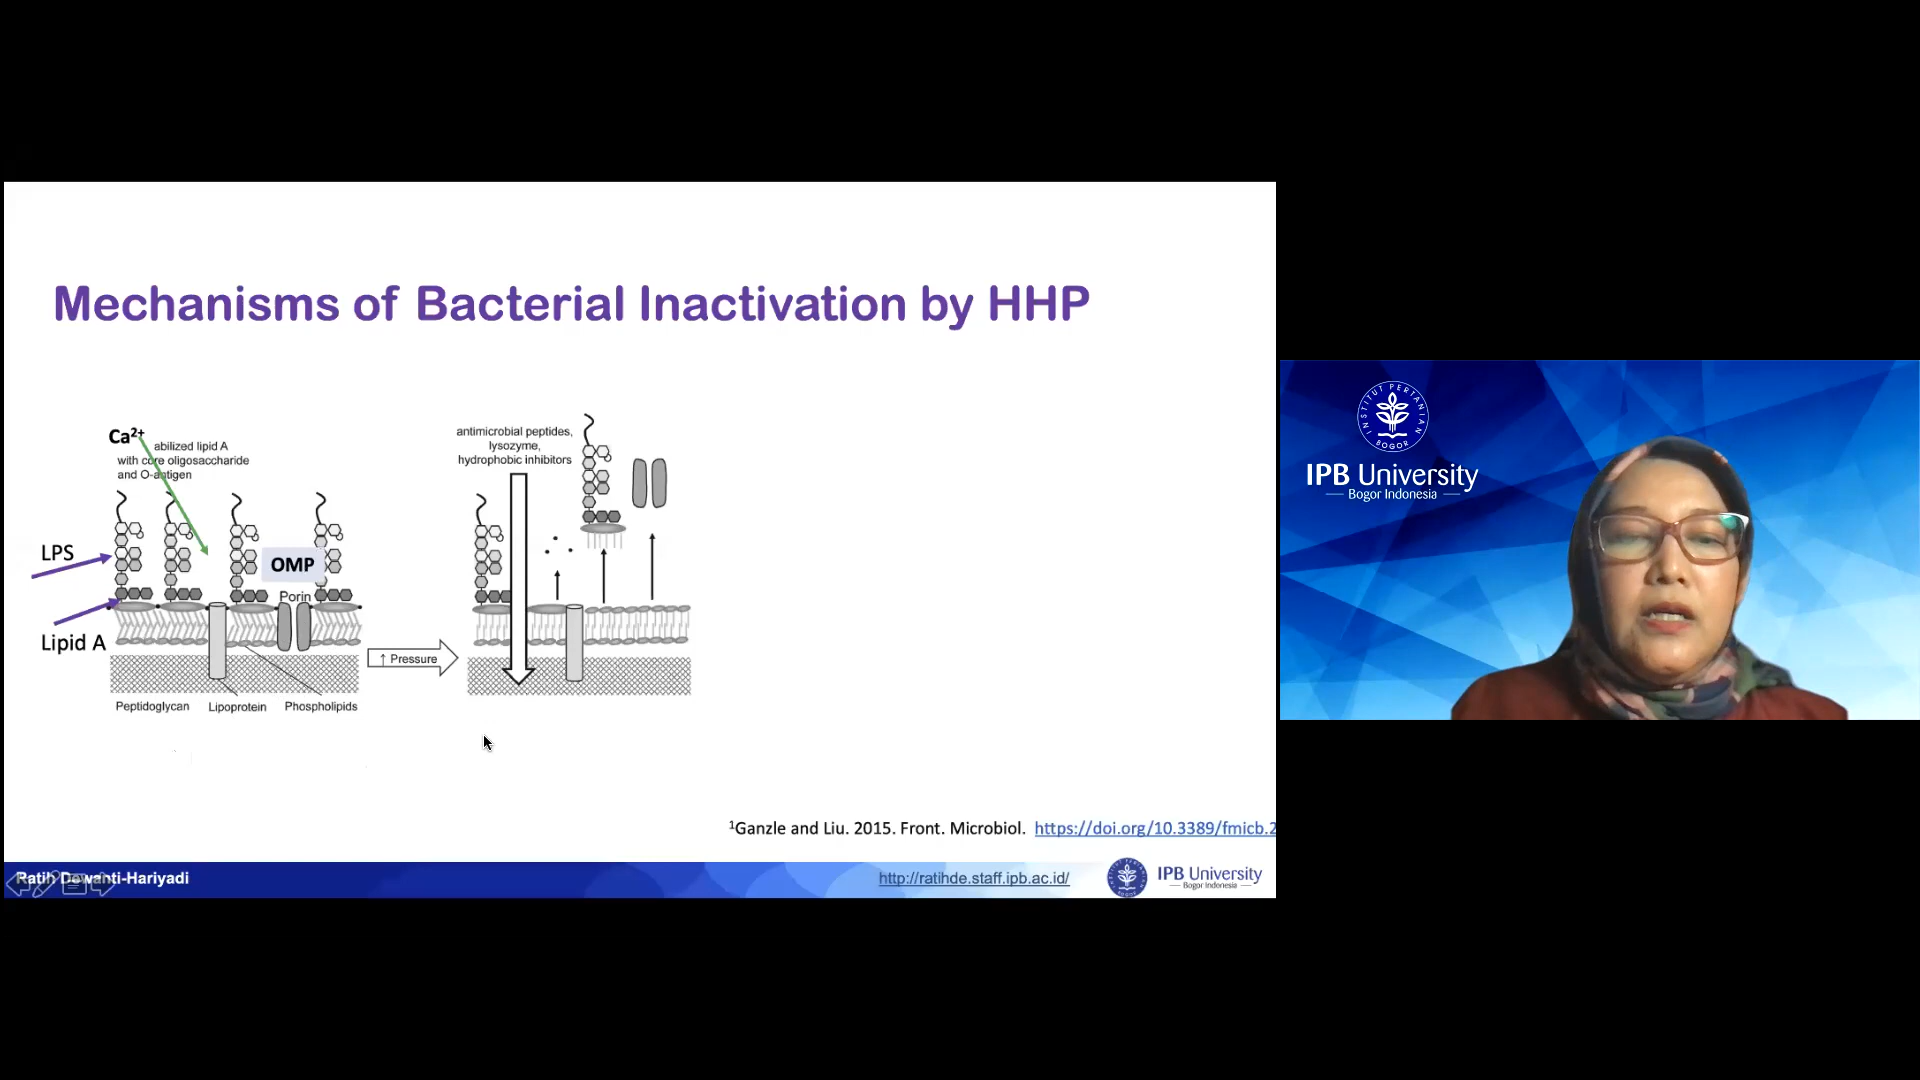 Mechanisms of Bacterial Inactivation by HHP
Ca2+
abilized lipid A
with core oligosaccharide
and O-antigen
LPS
Lipid A
OMP
Porin
Peptidoglycan
Lipoprotein
Phospholipids
↑ Pressure
antimicrobial peptides,
lysozyme,
hydrophobic inhibitors
1Ganzle and Liu. 2015. Front. Microbiol. https://doi.org/10.3389/fmicb.2
Ratih Dewanti-Hariyadi
http://ratihde.staff.ipb.ac.id/
IPB University
Bogor Indonesia
INSTITUT PERTANIAN
BOGOR
IPB University
Bogor Indonesia